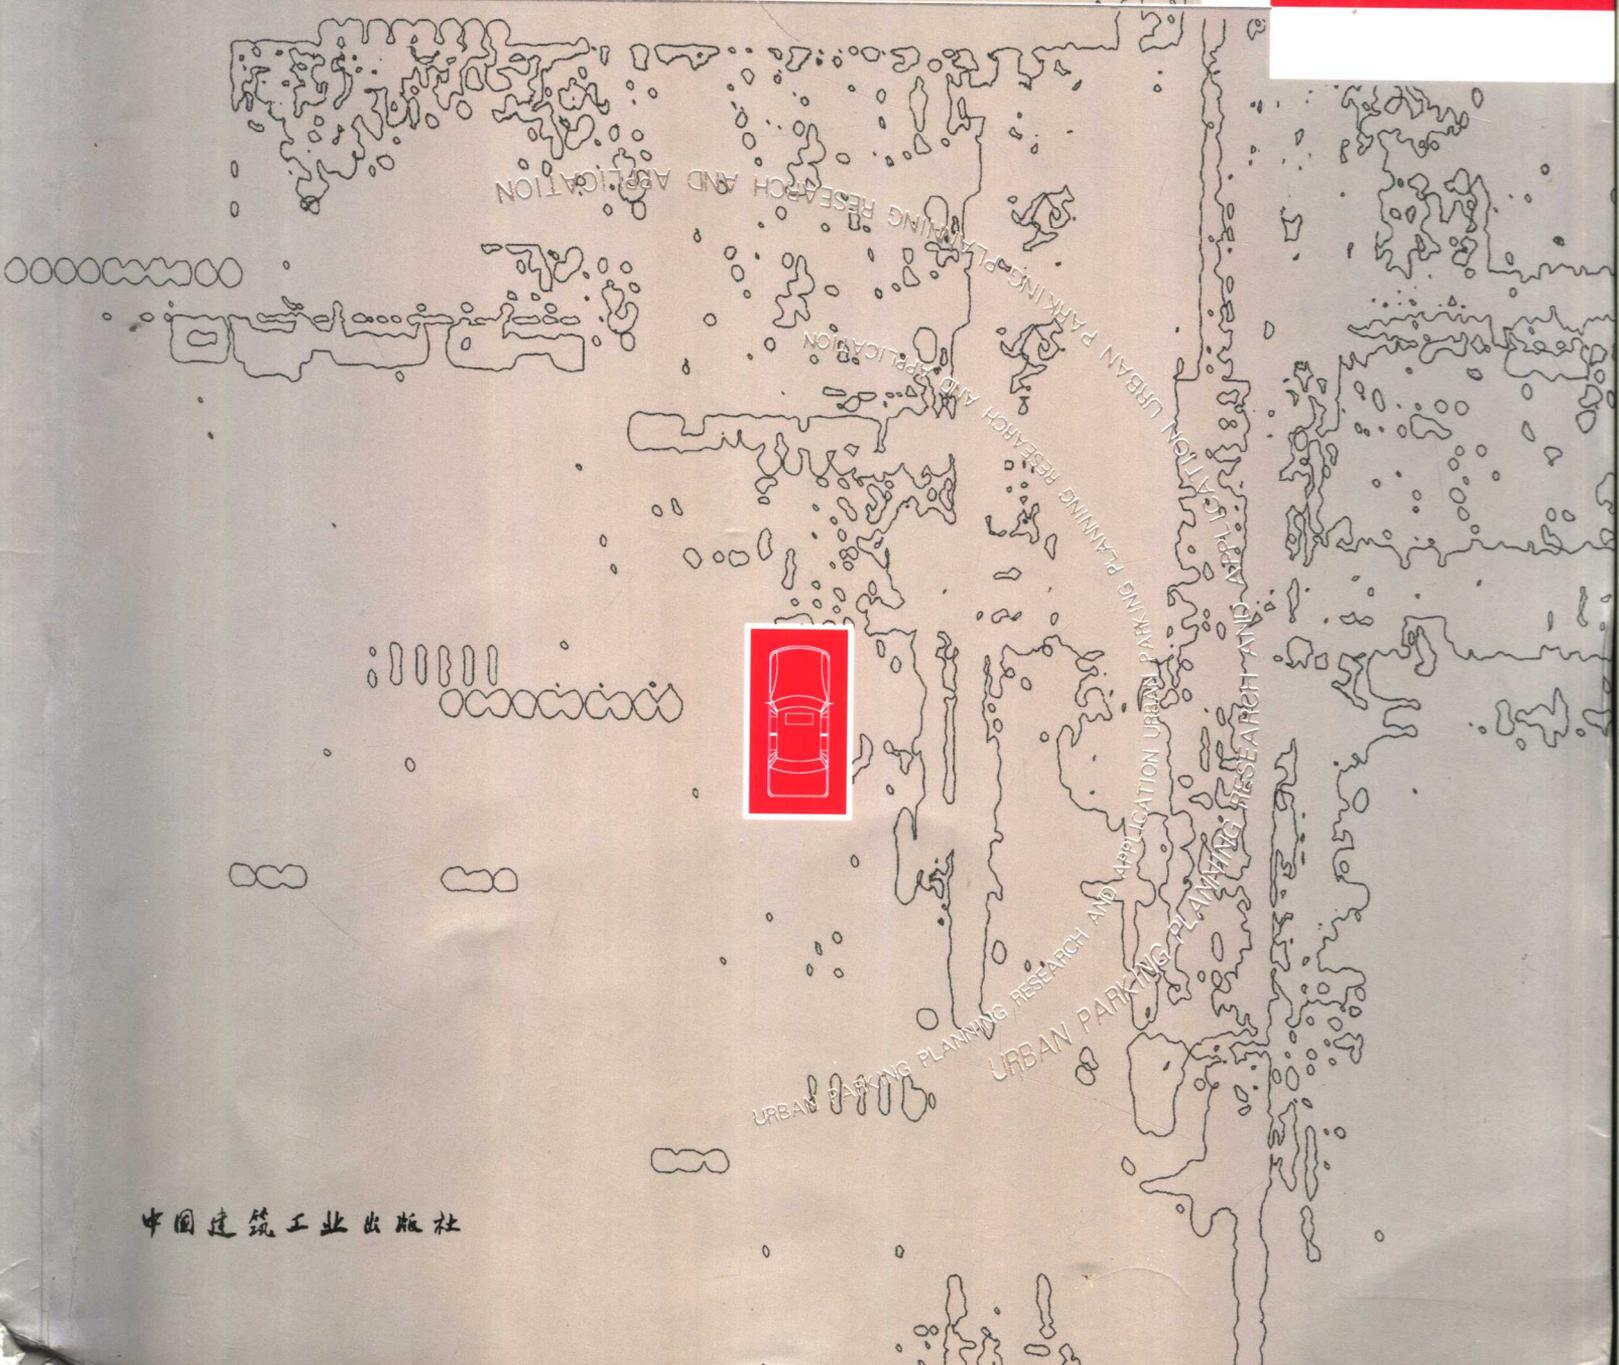 URBAN PARKING PLANNING RESEARCH AND APPLICATION URBAN PARKING PLANNING RESEARCH AND APPLICATION
URBAN PARKING PLANNING RESEARCH AND APPLICATION URBAN PARKING PLANNING RESEARCH AND APPLICATION
中国建筑工业出版社